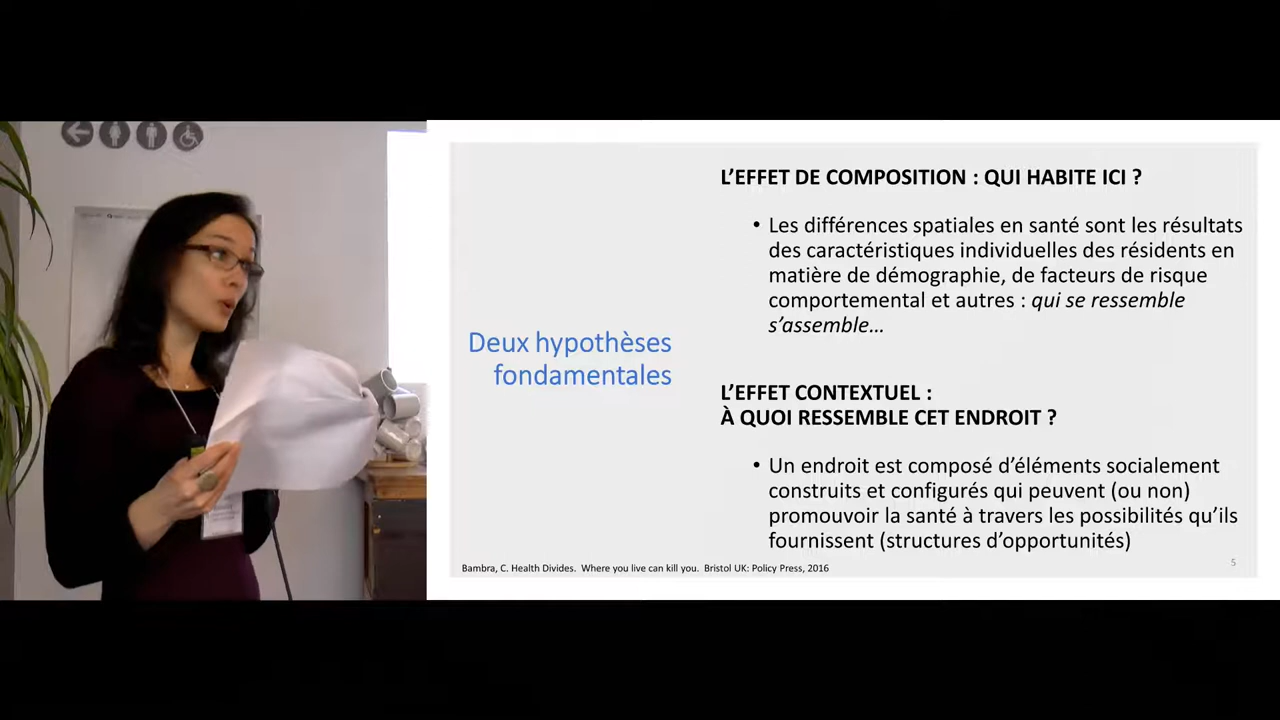 Deux hypothèses
fondamentales
L'EFFET DE COMPOSITION : QUI HABITE ICI ?
• Les différences spatiales en santé sont les résultats
des caractéristiques individuelles des résidents en
matière de démographie, de facteurs de risque
comportemental et autres : qui se ressemble
s'assemble…
L'EFFET CONTEXTUEL :
À QUOI RESSEMBLE CET ENDROIT ?
• Un endroit est composé d'éléments socialement
construits et configurés qui peuvent (ou non)
promouvoir la santé à travers les possibilités qu'ils
fournissent (structures d'opportunités)
Bambra, C. Health Divides. Where you live can kill you. Bristol UK: Policy Press, 2016
5